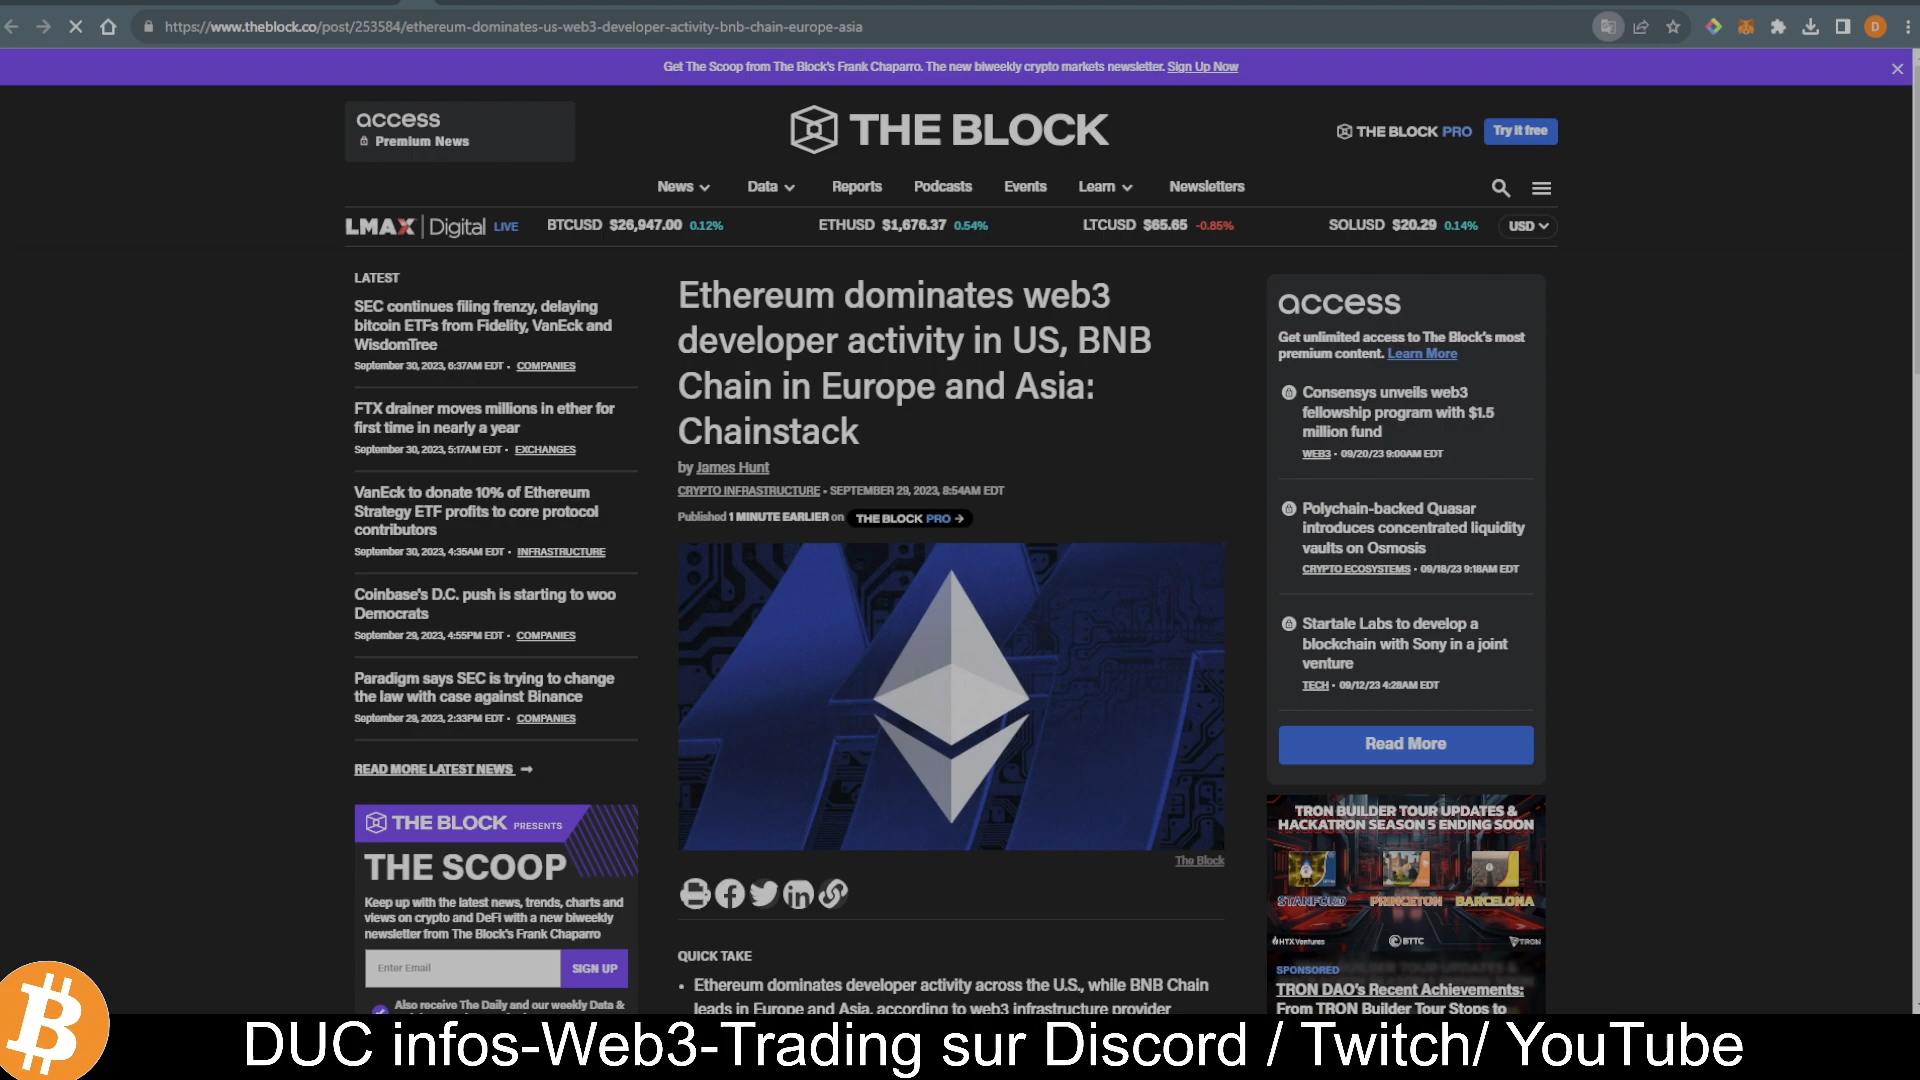 https://www.theblock.co/post/253584/ethereum-dominates-us-web3-developer-activity-bnb-chain-europe-asia
D
Get The Scoop from The Block's Frank Chaparro. The new biweekly crypto markets newsletter. Sign Up Now
access
Premium News
THE BLOCK
THE BLOCK PRO
Try it free
News
Data
Reports
Podcasts
Events
Learn
Newsletters
LMAX Digital LIVE
BTCUSD $26,947.00 0.12%
ETHUSD $1,676.37 0.54%
LTCUSD $65.65 -0.85%
SOLUSD $20.29 0.14%
USD
LATEST
SEC continues filing frenzy, delaying
bitcoin ETFs from Fidelity, VanEck and
WisdomTree
September 30, 2023, 6:37AM EDT • COMPANIES
FTX drainer moves millions in ether for
first time in nearly a year
September 30, 2023, 5:17AM EDT • EXCHANGES
VanEck to donate 10% of Ethereum
Strategy ETF profits to core protocol
contributors
September 30, 2023, 4:35AM EDT • INFRASTRUCTURE
Coinbase's D.C. push is starting to woo
Democrats
September 29, 2023, 4:55PM EDT • COMPANIES
Paradigm says SEC is trying to change
the law with case against Binance
September 29, 2023, 2:33PM EDT • COMPANIES
READ MORE LATEST NEWS
THE BLOCK PRESENTS
THE SCOOP
Keep up with the latest news, trends, charts and
views on crypto and DeFi with a new biweekly
newsletter from The Block's Frank Chaparro
Enter Email
SIGN UP
Also receive The Daily and our weekly Data &
Ethereum dominates web3
developer activity in US, BNB
Chain in Europe and Asia:
Chainstack
by James Hunt
CRYPTO INFRASTRUCTURE • SEPTEMBER 29, 2023, 8:54AM EDT
Published 1 MINUTE EARLIER on THE BLOCK PRO
The Block
QUICK TAKE
• Ethereum dominates developer activity across the U.S., while BNB Chain
leads in Europe and Asia, according to web3 infrastructure provider
access
Get unlimited access to The Block's most
premium content. Learn More
Consensys unveils web3
fellowship program with $1.5
million fund
WEB3 • 09/20/23 9:00AM EDT
Polychain-backed Quasar
introduces concentrated liquidity
vaults on Osmosis
CRYPTO ECOSYSTEMS • 09/18/23 9:18AM EDT
Startale Labs to develop a
blockchain with Sony in a joint
venture
TECH • 09/12/23 4:28AM EDT
Read More
TRON BUILDER TOUR UPDATES &
HACKATRON SEASON 5 ENDING SOON
STANFORD PRINCETON BARCELONA
HTX Ventures BTTC TRON
SPONSORED
TRON DAO's Recent Achievements:
From TRON Builder Tour Stops to
DUC infos-Web3-Trading sur Discord / Twitch/ YouTube